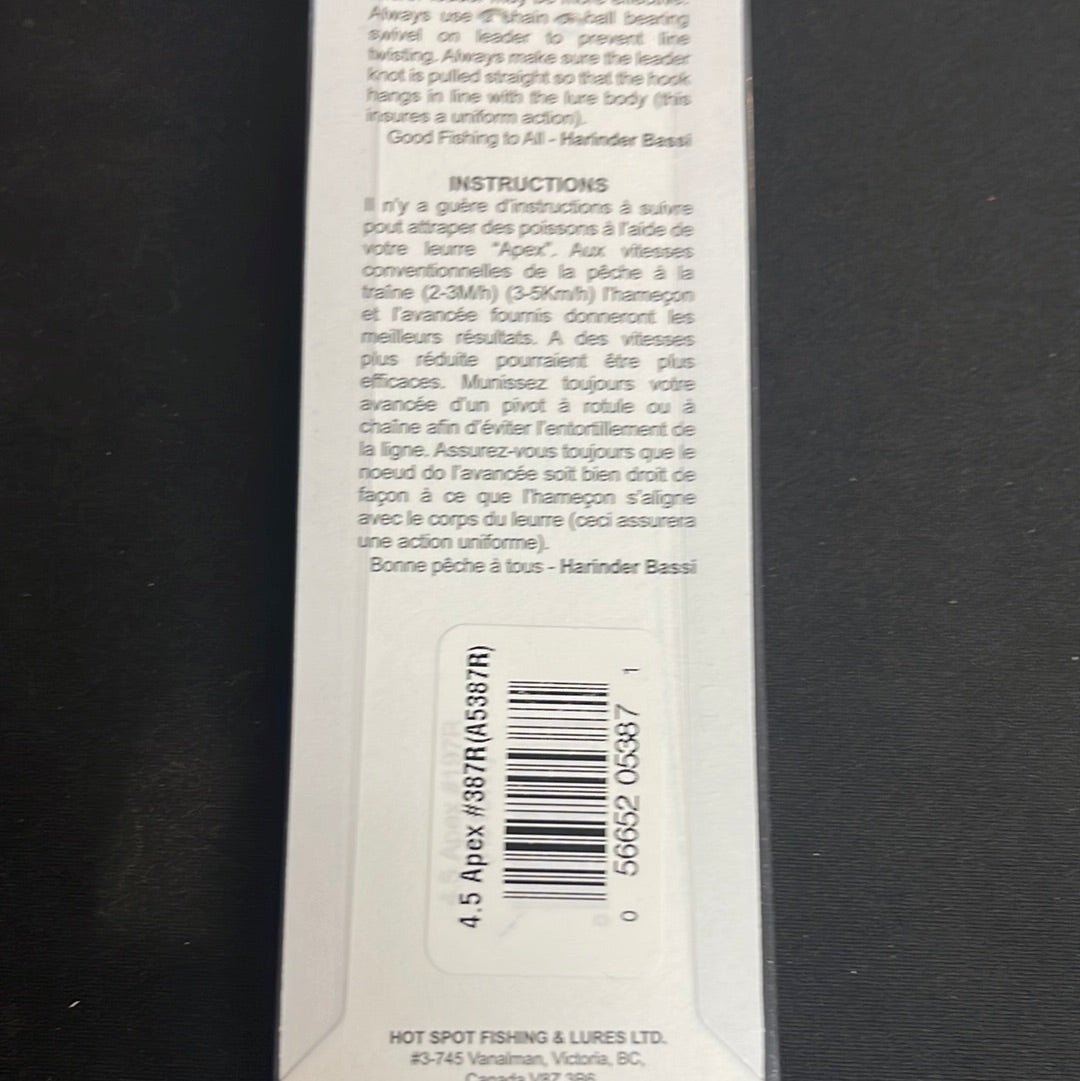 Always use a chain or ball bearing
swivel on leader to prevent line
twisting. Always make sure the leader
knot is pulled straight so that the hook
hangs in line with the lure body (this
insures a uniform action).
Good Fishing to All - Harinder Bassi
INSTRUCTIONS
Il n'y a guère d'instructions à suivre
pout attraper des poissons à l'aide de
votre leurre "Apex". Aux vitesses
conventionnelles de la pêche à la
traîne (2-3M/h) (3-5Km/h) l'hameçon
et l'avancée fournis donneront les
meilleurs résultats. A des vitesses
plus réduite pourraient être plus
efficaces. Munissez toujours votre
avancée d'un pivot à rotule ou à
chaîne afin d'éviter l'entortillement de
la ligne. Assurez-vous toujours que le
noeud do l'avancée soit bien droit de
façon à ce que l'hameçon s'aligne
avec le corps du leurre (ceci assurera
une action uniforme).
Bonne pêche à tous - Harinder Bassi
4.5 Apex #387R(A5387R)
0 56652 05387 1
HOT SPOT FISHING & LURES LTD.
#3-745 Vanalman, Victoria, BC,
Canada V8Z 3B6